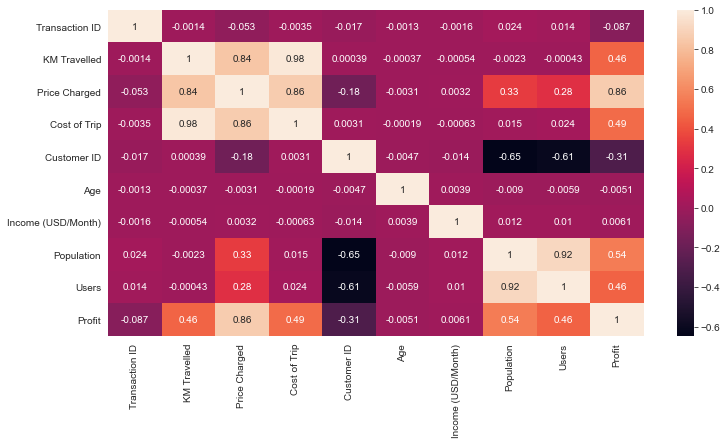 Transaction ID 1 -0.0014 -0.053 -0.0035 -0.017 -0.0013 -0.0016 0.024 0.014 -0.087
KM Travelled -0.0014 1 0.84 0.98 0.00039 -0.00037 -0.00054 -0.0023 -0.00043 0.46
Price Charged -0.053 0.84 1 0.86 -0.18 -0.0031 0.0032 0.33 0.28 0.86
Cost of Trip -0.0035 0.98 0.86 1 0.0031 -0.00019 -0.00063 0.015 0.024 0.49
Customer ID -0.017 0.00039 -0.18 0.0031 1 -0.0047 -0.014 -0.65 -0.61 -0.31
Age -0.0013 -0.00037 -0.0031 -0.00019 -0.0047 1 0.0039 -0.009 -0.0059 -0.0051
Income (USD/Month) -0.0016 -0.00054 0.0032 -0.00063 -0.014 0.0039 1 0.012 0.01 0.0061
Population 0.024 -0.0023 0.33 0.015 -0.65 -0.009 0.012 1 0.92 0.54
Users 0.014 -0.00043 0.28 0.024 -0.61 -0.0059 0.01 0.92 1 0.46
Profit -0.087 0.46 0.86 0.49 -0.31 -0.0051 0.0061 0.54 0.46 1
Transaction ID
KM Travelled
Price Charged
Cost of Trip
Customer ID
Age
Income (USD/Month)
Population
Users
Profit
1.0
0.8
0.6
0.4
0.2
0.0
−0.2
−0.4
−0.6